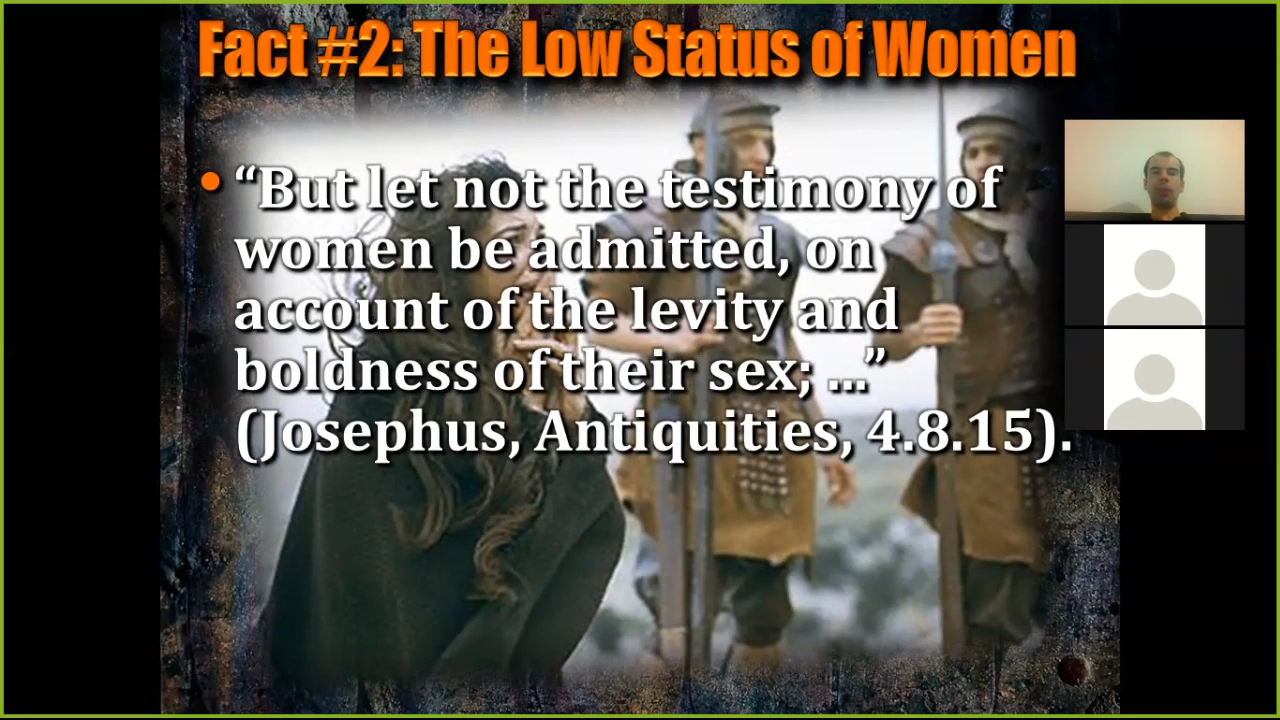 Fact #2: The Low Status of Women
• “But let not the testimony of
women be admitted, on
account of the levity and
boldness of their sex; ...”
(Josephus, Antiquities, 4.8.15).